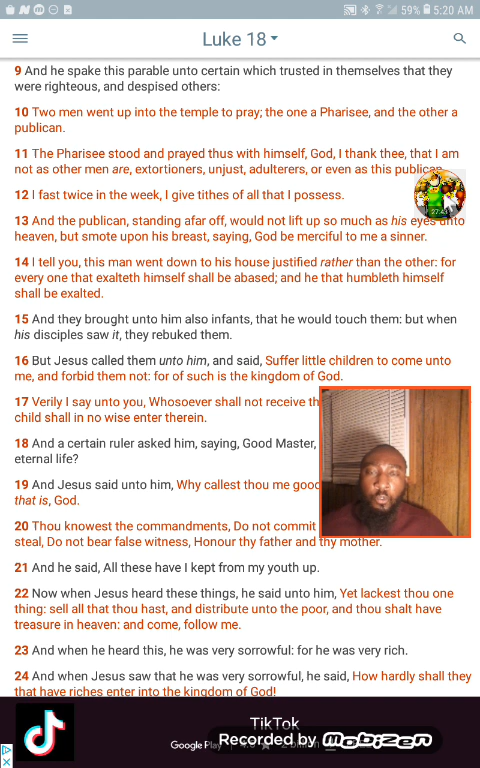 59% 5:20 AM
Luke 18
9 And he spake this parable unto certain which trusted in themselves that they
were righteous, and despised others:
10 Two men went up into the temple to pray; the one a Pharisee, and the other a
publican.
11 The Pharisee stood and prayed thus with himself, God, I thank thee, that I am
not as other men are, extortioners, unjust, adulterers, or even as this publican.
12 I fast twice in the week, I give tithes of all that I possess.
27:43
13 And the publican, standing afar off, would not lift up so much as his eyes unto
heaven, but smote upon his breast, saying, God be merciful to me a sinner.
14 I tell you, this man went down to his house justified rather than the other: for
every one that exalteth himself shall be abased; and he that humbleth himself
shall be exalted.
15 And they brought unto him also infants, that he would touch them: but when
his disciples saw it, they rebuked them.
16 But Jesus called them unto him, and said, Suffer little children to come unto
me, and forbid them not: for of such is the kingdom of God.
17 Verily I say unto you, Whosoever shall not receive th
child shall in no wise enter therein.
18 And a certain ruler asked him, saying, Good Master,
eternal life?
19 And Jesus said unto him, Why callest thou me good
that is, God.
20 Thou knowest the commandments, Do not commit
steal, Do not bear false witness, Honour thy father and thy mother.
21 And he said, All these have I kept from my youth up.
22 Now when Jesus heard these things, he said unto him, Yet lackest thou one
thing: sell all that thou hast, and distribute unto the poor, and thou shalt have
treasure in heaven: and come, follow me.
23 And when he heard this, he was very sorrowful: for he was very rich.
24 And when Jesus saw that he was very sorrowful, he said, How hardly shall they
that have riches enter into the kingdom of God!
TikTok
Google Play
Recorded by Mobizen